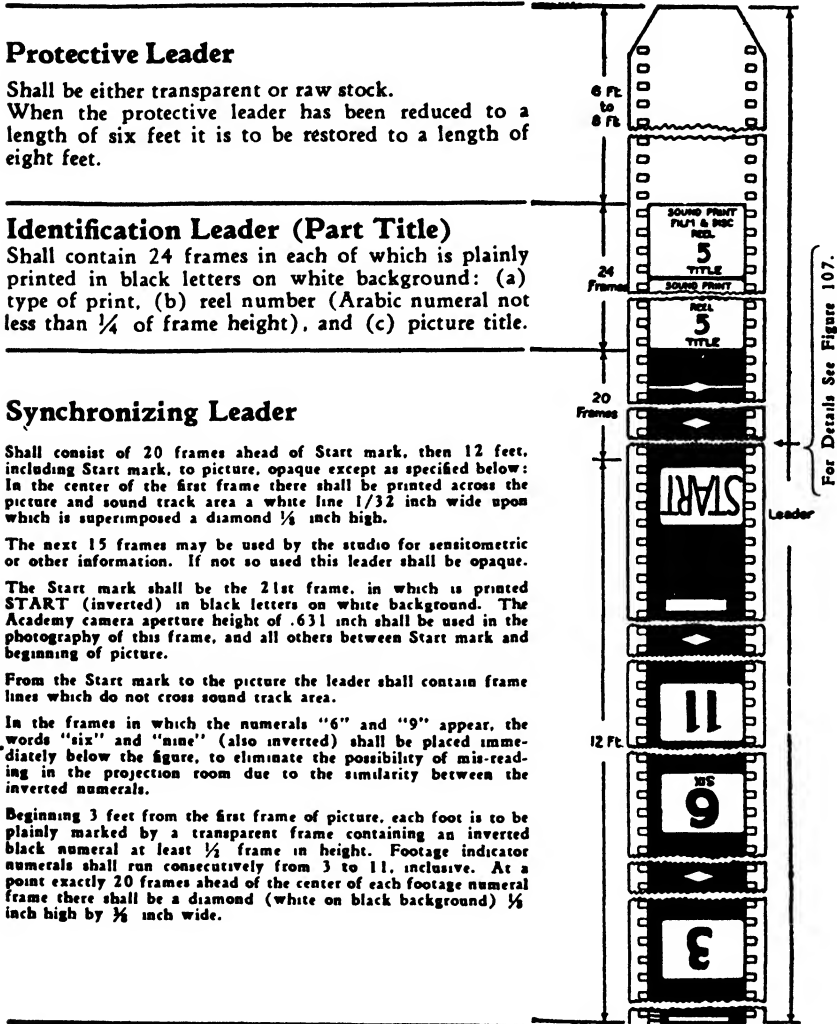 Protective Leader
Shall be either transparent or raw stock.
When the protective leader has been reduced to a
length of six feet it is to be restored to a length of
eight feet.
Identification Leader (Part Title)
Shall contain 24 frames in each of which is plainly
printed in black letters on white background: (a)
type of print, (b) reel number (Arabic numeral not
less than ¼ of frame height), and (c) picture title.
Synchronizing Leader
Shall consist of 20 frames ahead of Start mark, then 12 feet,
including Start mark, to picture, opaque except as specified below:
In the center of the first frame there shall be printed across the
picture and sound track area a white line 1/32 inch wide upon
which is superimposed a diamond ⅛ inch high.
The next 15 frames may be used by the studio for sensitometric
or other information. If not so used this leader shall be opaque.
The Start mark shall be the 21st frame, in which is printed
START (inverted) in black letters on white background. The
Academy camera aperture height of .631 inch shall be used in the
photography of this frame, and all others between Start mark and
beginning of picture.
From the Start mark to the picture the leader shall contain frame
lines which do not cross sound track area.
In the frames in which the numerals "6" and "9" appear, the
words "six" and "nine" (also inverted) shall be placed imme-
diately below the figure, to eliminate the possibility of mis-read-
ing in the projection room due to the similarity between the
inverted numerals.
Beginning 3 feet from the first frame of picture, each foot is to be
plainly marked by a transparent frame containing an inverted
black numeral at least ½ frame in height. Footage indicator
numerals shall run consecutively from 3 to 11, inclusive. At a
point exactly 20 frames ahead of the center of each footage numeral
frame there shall be a diamond (white on black background) ⅛
inch high by ⅜ inch wide.
6 Ft.
to
8 Ft.
24
Frames
20
Frames
12 Ft.
SOUND PRINT
FILM & DISC
REEL
5
TITLE
SOUND PRINT
REEL
5
TITLE
START
11
SIX
6
3
Leader
For Details See Figure 107.